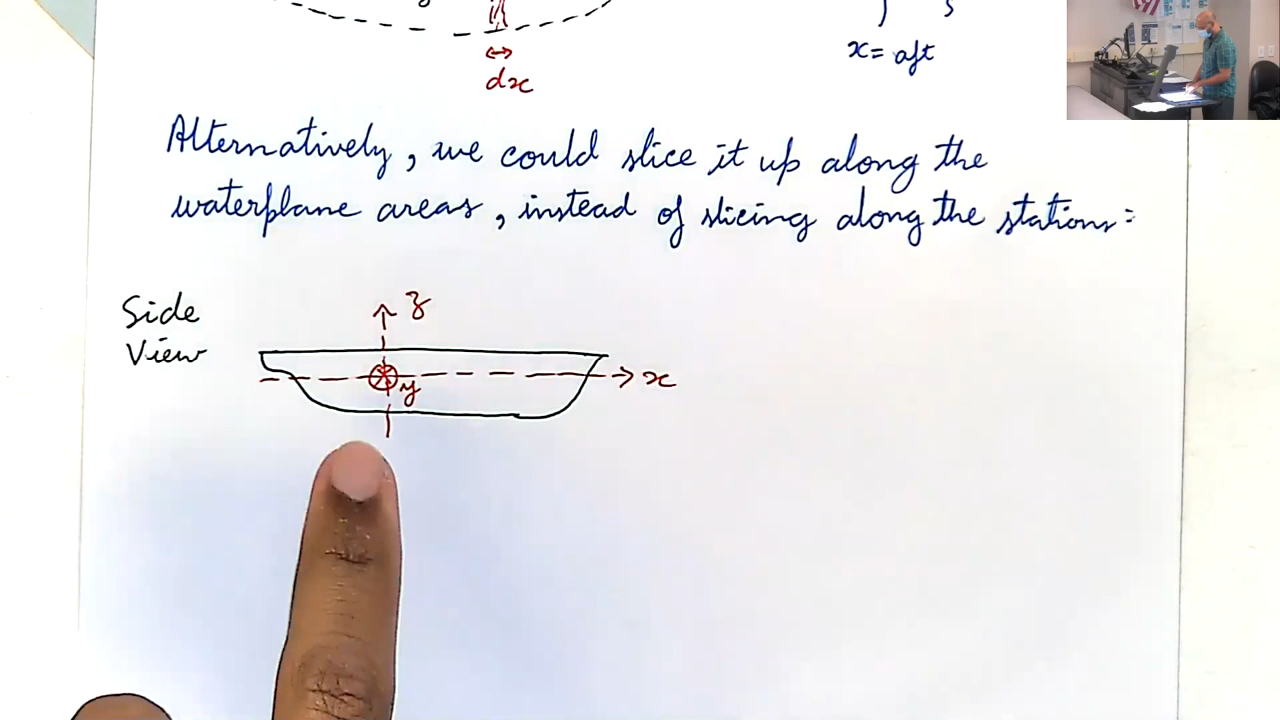 dx
x = aft
Alternatively, we could slice it up along the
waterplane areas, instead of slicing along the stations:
Side
View
z
x
y